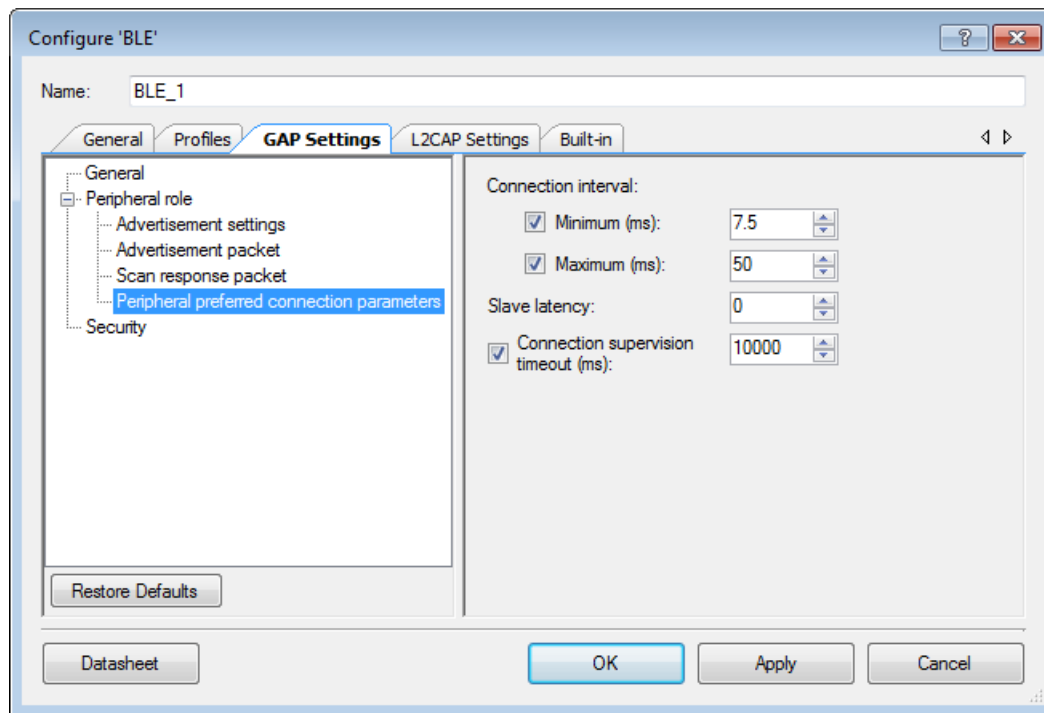 Configure 'BLE'
Name: BLE_1
General Profiles GAP Settings L2CAP Settings Built-in
General
Peripheral role
Advertisement settings
Advertisement packet
Scan response packet
Peripheral preferred connection parameters
Security
Restore Defaults
Connection interval:
Minimum (ms): 7.5
Maximum (ms): 50
Slave latency: 0
Connection supervision
timeout (ms): 10000
Datasheet OK Apply Cancel